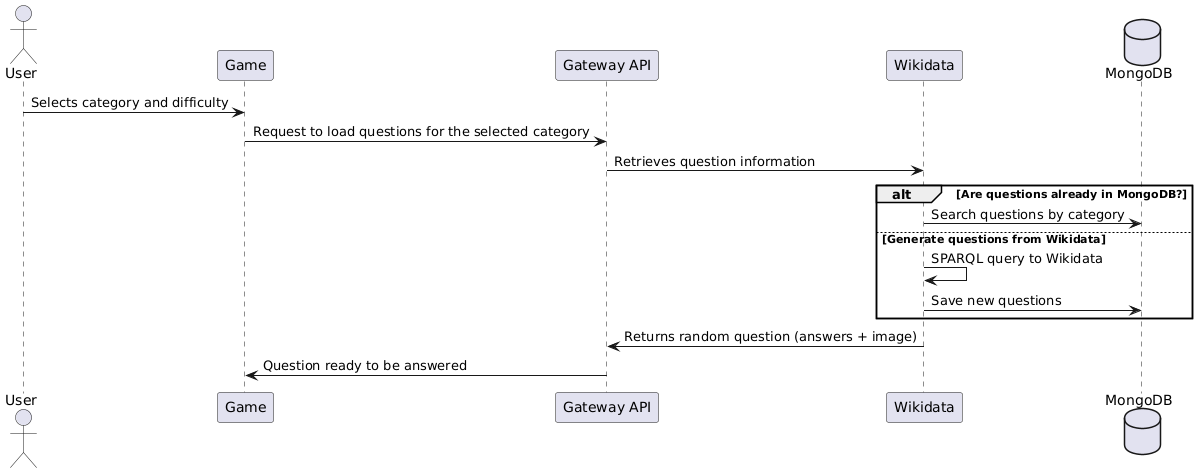 User
Game
Gateway API
Wikidata
MongoDB
Selects category and difficulty
Request to load questions for the selected category
Retrieves question information
alt
[Are questions already in MongoDB?]
Search questions by category
[Generate questions from Wikidata]
SPARQL query to Wikidata
Save new questions
Returns random question (answers + image)
Question ready to be answered
User
Game
Gateway API
Wikidata
MongoDB